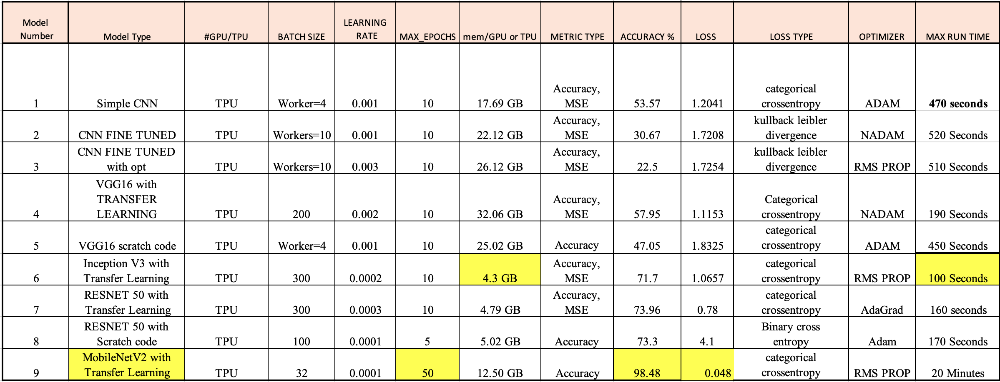 Model Number | Model Type | #GPU/TPU | BATCH SIZE | LEARNING RATE | MAX_EPOCHS | mem/GPU or TPU | METRIC TYPE | ACCURACY % | LOSS | LOSS TYPE | OPTIMIZER | MAX RUN TIME
1 | Simple CNN | TPU | Worker=4 | 0.001 | 10 | 17.69 GB | Accuracy, MSE | 53.57 | 1.2041 | categorical crossentropy | ADAM | 470 seconds
2 | CNN FINE TUNED | TPU | Workers=10 | 0.001 | 10 | 22.12 GB | Accuracy, MSE | 30.67 | 1.7208 | kullback leibler divergence | NADAM | 520 Seconds
3 | CNN FINE TUNED with opt | TPU | Workers=10 | 0.003 | 10 | 26.12 GB | Accuracy, MSE | 22.5 | 1.7254 | kullback leibler divergence | RMS PROP | 510 Seconds
4 | VGG16 with TRANSFER LEARNING | TPU | 200 | 0.002 | 10 | 32.06 GB | Accuracy, MSE | 57.95 | 1.1153 | Categorical crossentropy | NADAM | 190 Seconds
5 | VGG16 scratch code | TPU | Worker=4 | 0.001 | 10 | 25.02 GB | Accuracy | 47.05 | 1.8325 | categorical crossentropy | ADAM | 450 Seconds
6 | Inception V3 with Transfer Learning | TPU | 300 | 0.0002 | 10 | 4.3 GB | Accuracy, MSE | 71.7 | 1.0657 | categorical crossentropy | RMS PROP | 100 Seconds
7 | RESNET 50 with Transfer Learning | TPU | 300 | 0.0003 | 10 | 4.79 GB | Accuracy, MSE | 73.96 | 0.78 | categorical crossentropy | AdaGrad | 160 seconds
8 | RESNET 50 with Scratch code | TPU | 100 | 0.0001 | 5 | 5.02 GB | Accuracy | 73.3 | 4.1 | Binary cross entropy | Adam | 170 Seconds
9 | MobileNetV2 with Transfer Learning | TPU | 32 | 0.0001 | 50 | 12.50 GB | Accuracy | 98.48 | 0.048 | categorical crossentropy | RMS PROP | 20 Minutes